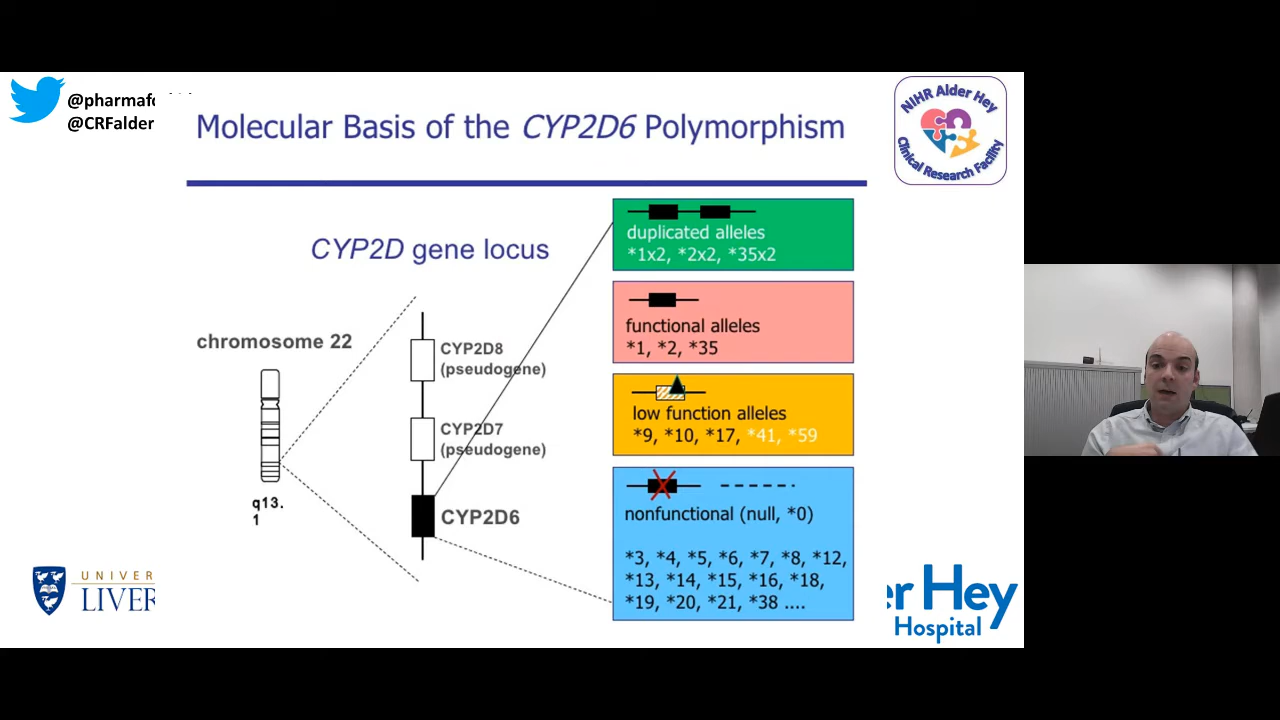 @CRFalder
Molecular Basis of the CYP2D6 Polymorphism
NIHR Alder Hey
Clinical Research Facility
CYP2D gene locus
chromosome 22
q13.
1
CYP2D8
(pseudogene)
CYP2D7
(pseudogene)
CYP2D6
duplicated alleles
*1x2, *2x2, *35x2
functional alleles
*1, *2, *35
low function alleles
*9, *10, *17, *41, *59
nonfunctional (null, *0)
*3, *4, *5, *6, *7, *8, *12,
*13, *14, *15, *16, *18,
*19, *20, *21, *38 ....
UNIVER
LIVER
er Hey
Hospital